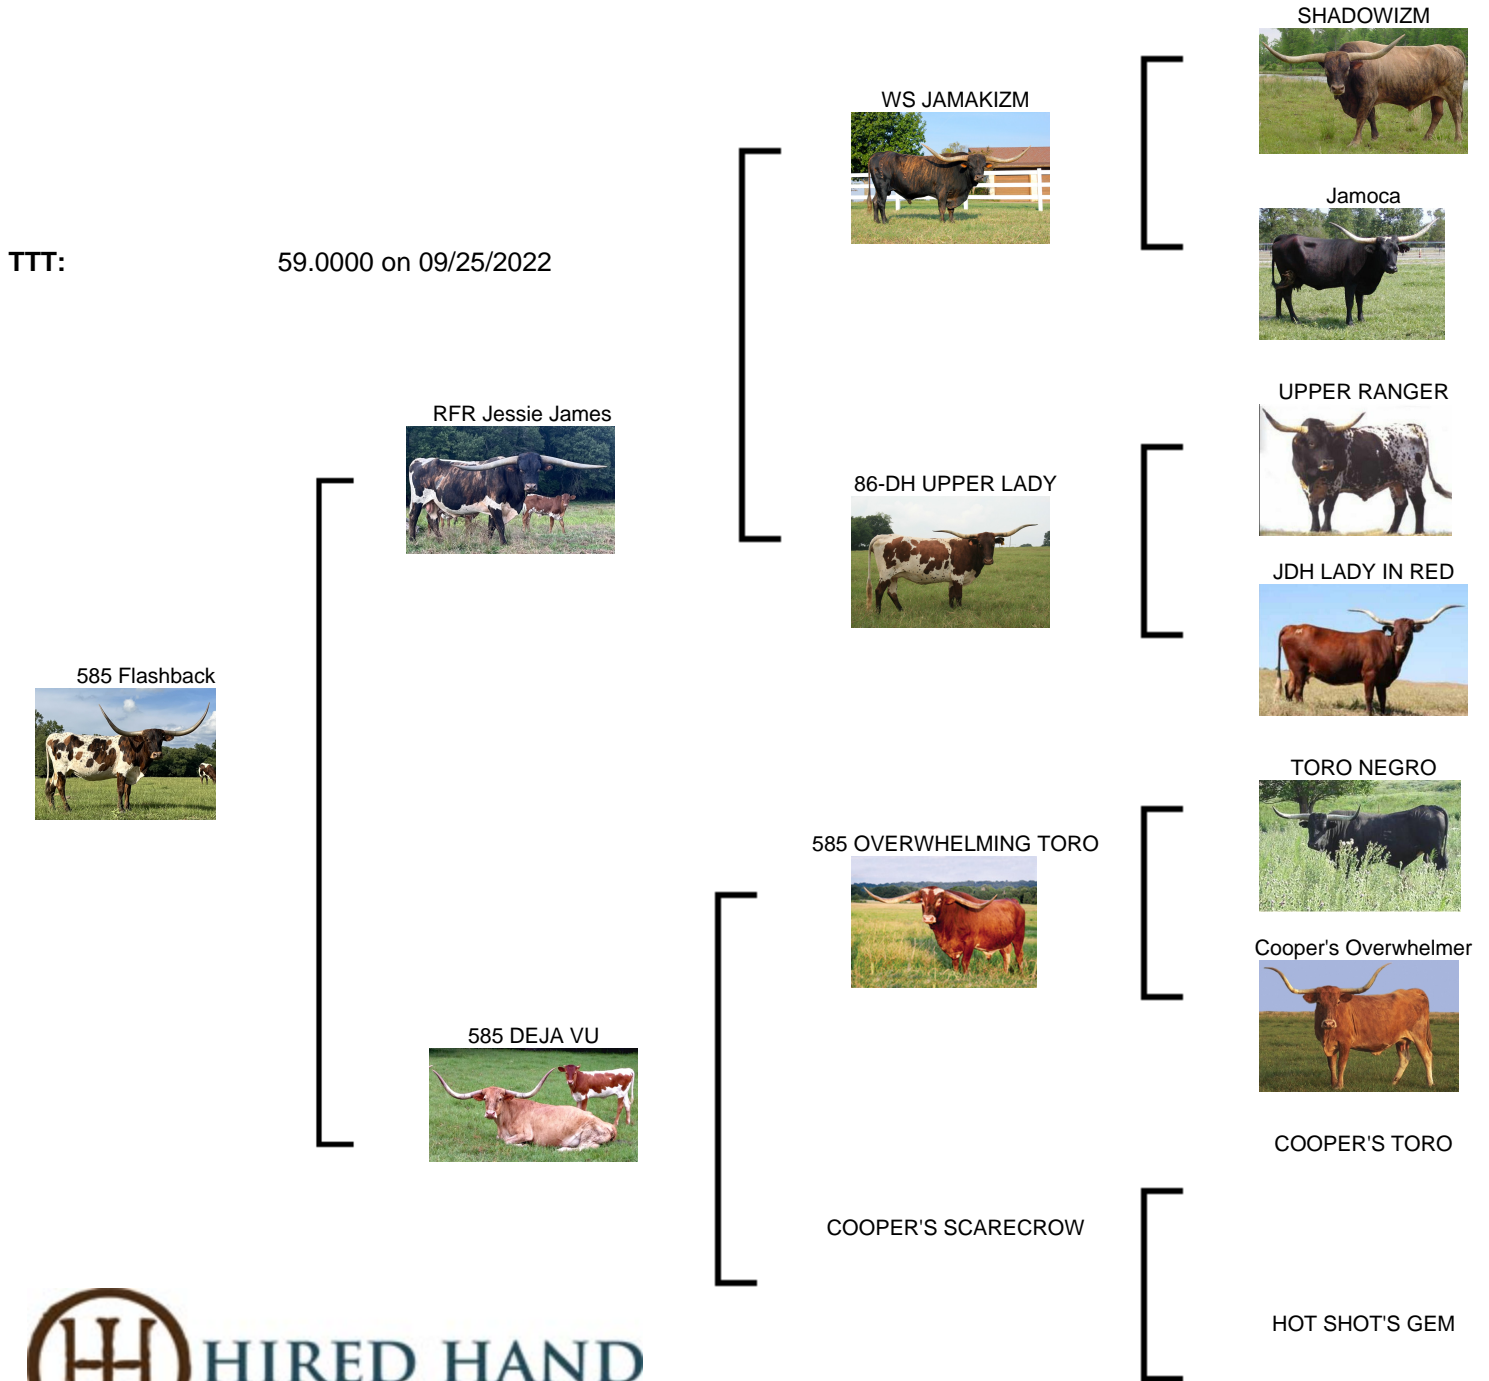 SHADOWIZM
WS JAMAKIZM
Jamoca
TTT: 59.0000 on 09/25/2022
UPPER RANGER
RFR Jessie James
86-DH UPPER LADY
JDH LADY IN RED
585 Flashback
TORO NEGRO
585 OVERWHELMING TORO
Cooper's Overwhelmer
585 DEJA VU
COOPER'S TORO
COOPER'S SCARECROW
HOT SHOT'S GEM
HIRED HAND